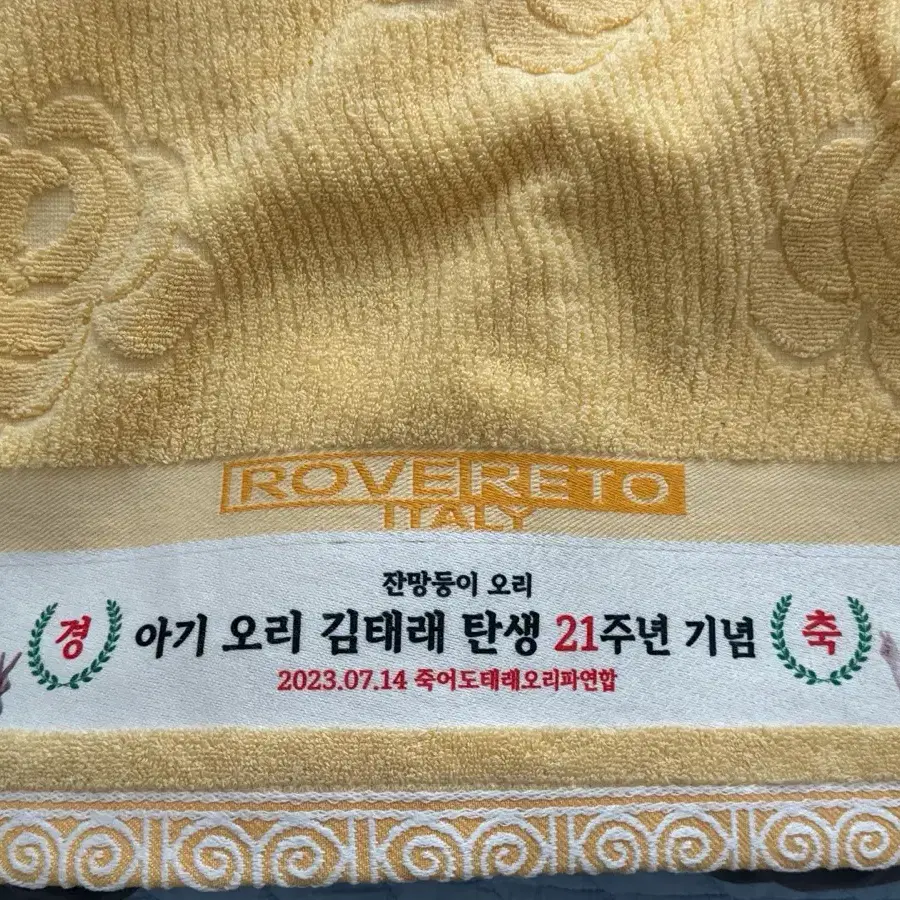 ROVERETO
ITALY
잔망둥이 오리
경 아기 오리 김태래 탄생 21주년 기념 축
2023.07.14 죽어도태래오리파연합